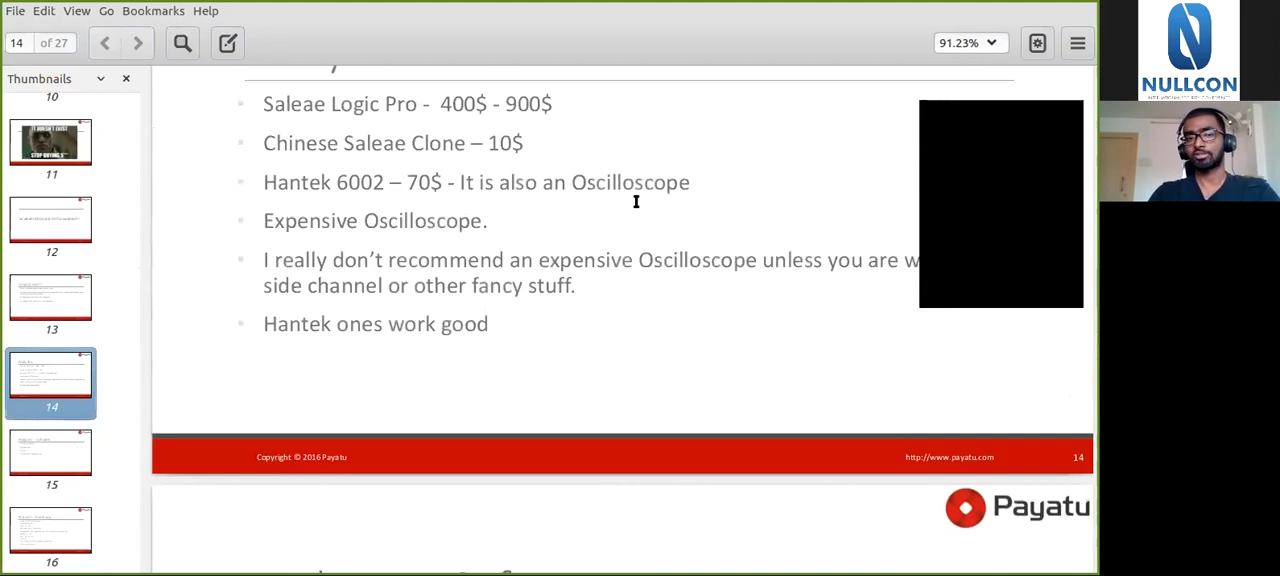 File Edit View Go Bookmarks Help
14 of 27
91.23%
NULLCON
Thumbnails
10
11
12
13
14
15
16
Saleae Logic Pro - 400$ - 900$
Chinese Saleae Clone – 10$
Hantek 6002 – 70$ - It is also an Oscilloscope
Expensive Oscilloscope.
I really don’t recommend an expensive Oscilloscope unless you are w
side channel or other fancy stuff.
Hantek ones work good
Copyright © 2016 Payatu
http://www.payatu.com
14
Payatu